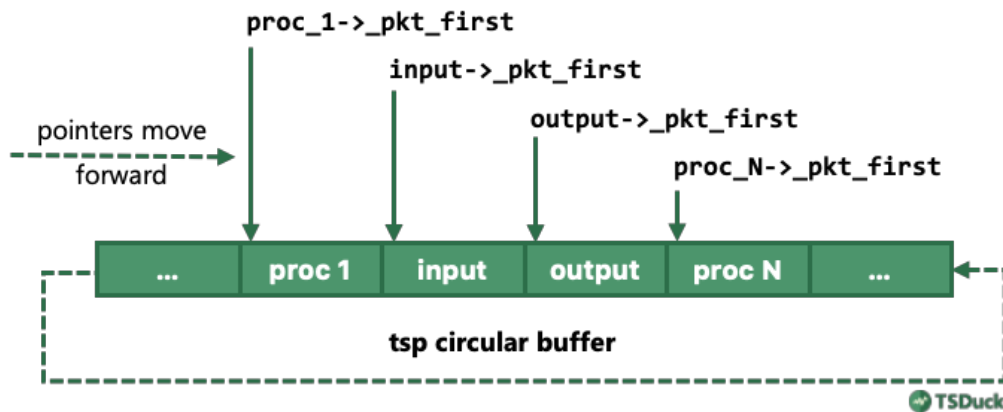 proc_1->_pkt_first
input->_pkt_first
output->_pkt_first
proc_N->_pkt_first
pointers move
forward
... proc 1 input output proc N ...
tsp circular buffer
TSDuck